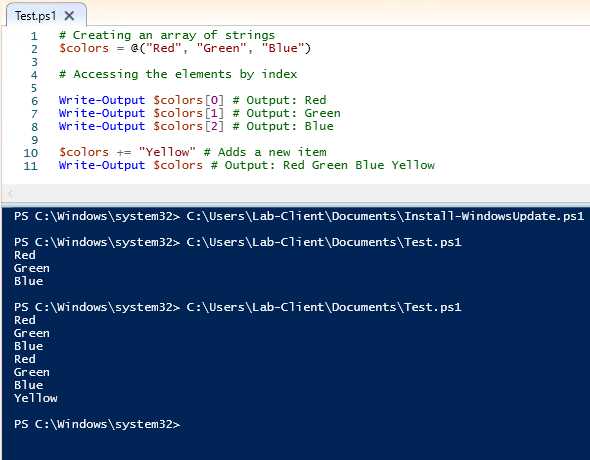 Test.ps1 X
1 # Creating an array of strings
2 $colors = @("Red", "Green", "Blue")
3
4 # Accessing the elements by index
5
6 Write-Output $colors[0] # Output: Red
7 Write-Output $colors[1] # Output: Green
8 Write-Output $colors[2] # Output: Blue
9
10 $colors += "Yellow" # Adds a new item
11 Write-Output $colors # Output: Red Green Blue Yellow
PS C:\Windows\system32> C:\Users\Lab-Client\Documents\Install-WindowsUpdate.ps1
PS C:\Windows\system32> C:\Users\Lab-Client\Documents\Test.ps1
Red
Green
Blue
PS C:\Windows\system32> C:\Users\Lab-Client\Documents\Test.ps1
Red
Green
Blue
Red
Green
Blue
Yellow
PS C:\Windows\system32>